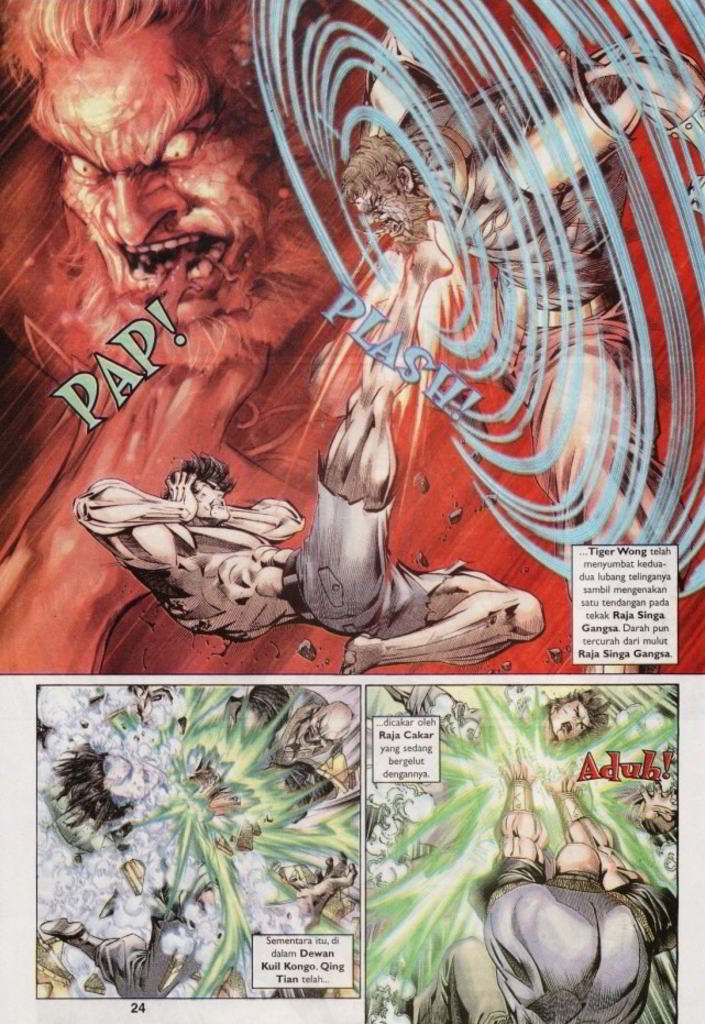 PAP!
PLASH!!
...Tiger Wong telah
menyumbat kedua-
dua lubang telinganya
sambil mengenakan
satu tendangan pada
tekak Raja Singa
Gangsa. Darah pun
tercurah dari mulut
Raja Singa Gangsa.
Sementara itu, di
dalam Dewan
Kuil Kongo, Qing
Tian telah...
...dicakar oleh
Raja Cakar
yang sedang
bergelut
dengannya.
Aduh!
24